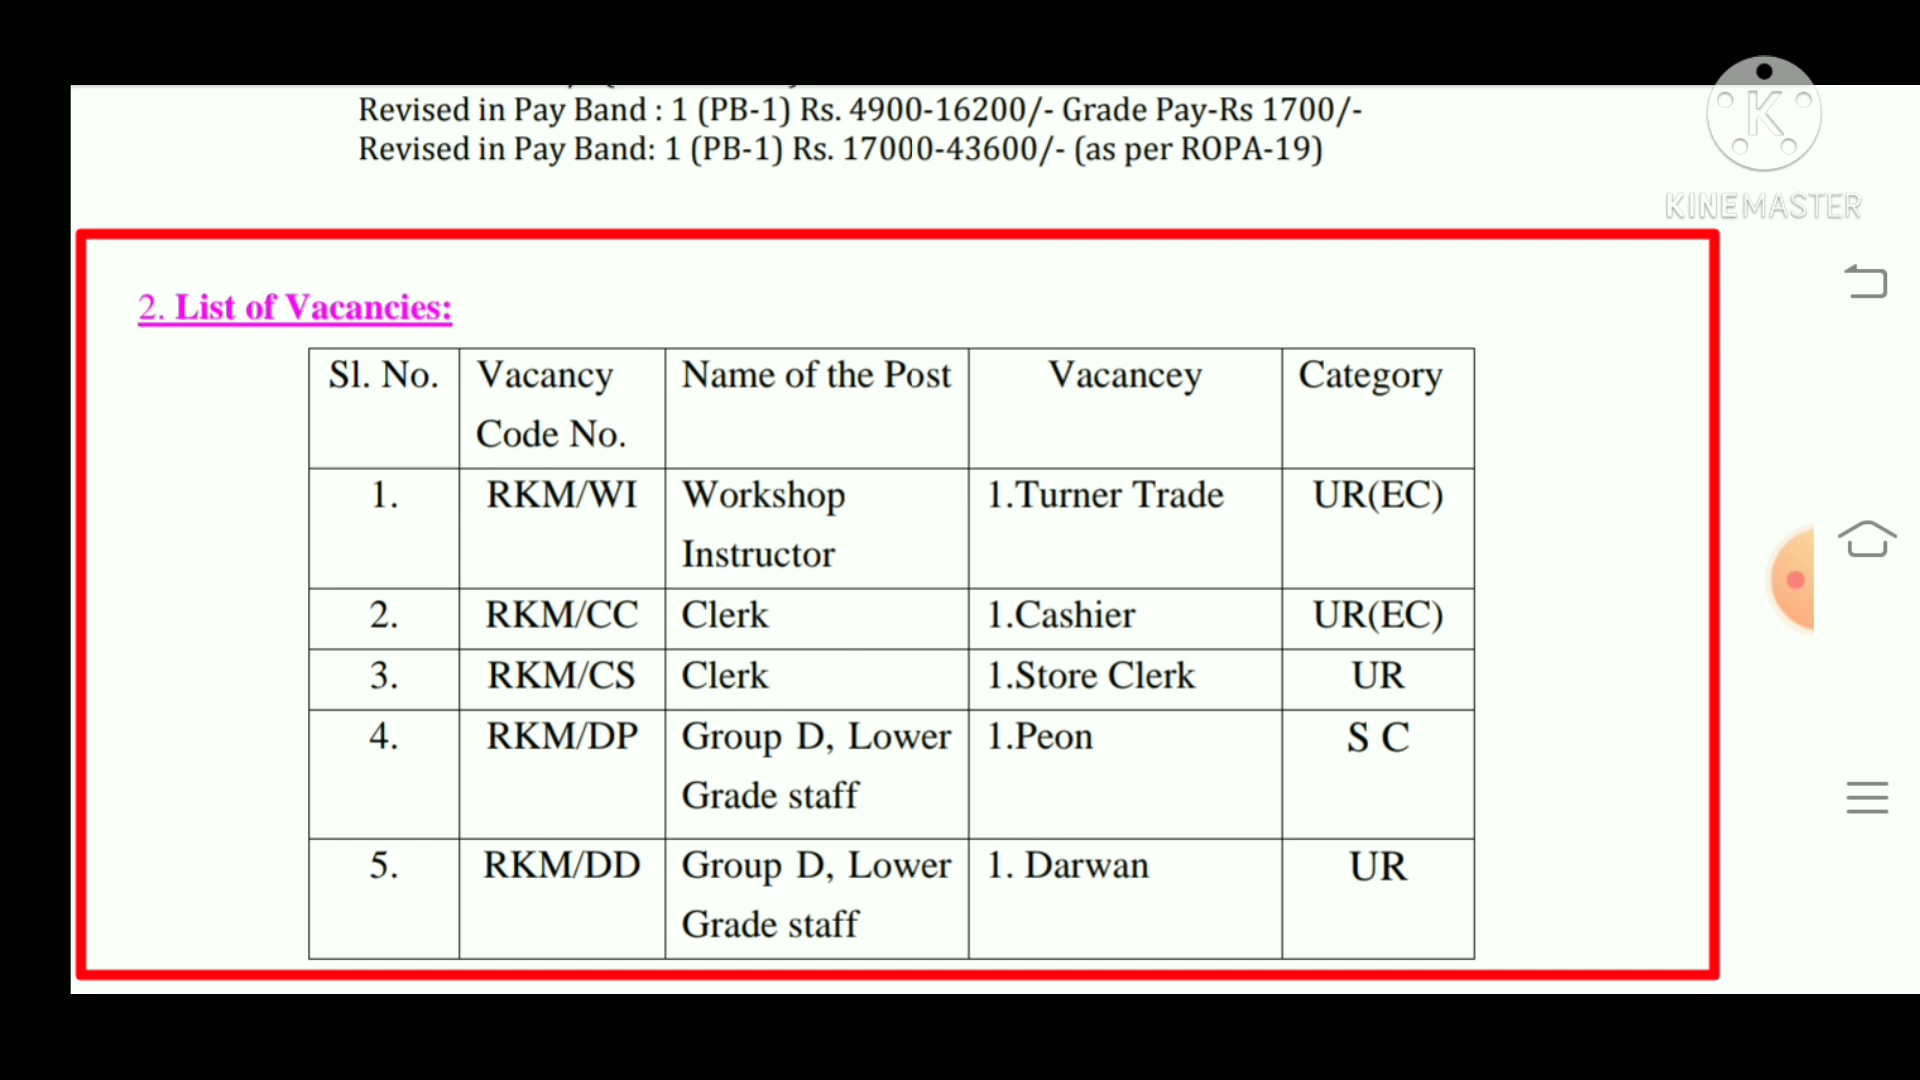 Revised in Pay Band : 1 (PB-1) Rs. 4900-16200/- Grade Pay-Rs 1700/-
Revised in Pay Band: 1 (PB-1) Rs. 17000-43600/- (as per ROPA-19)
K
KINEMASTER
2. List of Vacancies:
Sl. No. Vacancy Code No. Name of the Post Vacancey Category
1. RKM/WI Workshop Instructor 1.Turner Trade UR(EC)
2. RKM/CC Clerk 1.Cashier UR(EC)
3. RKM/CS Clerk 1.Store Clerk UR
4. RKM/DP Group D, Lower Grade staff 1.Peon S C
5. RKM/DD Group D, Lower Grade staff 1. Darwan UR